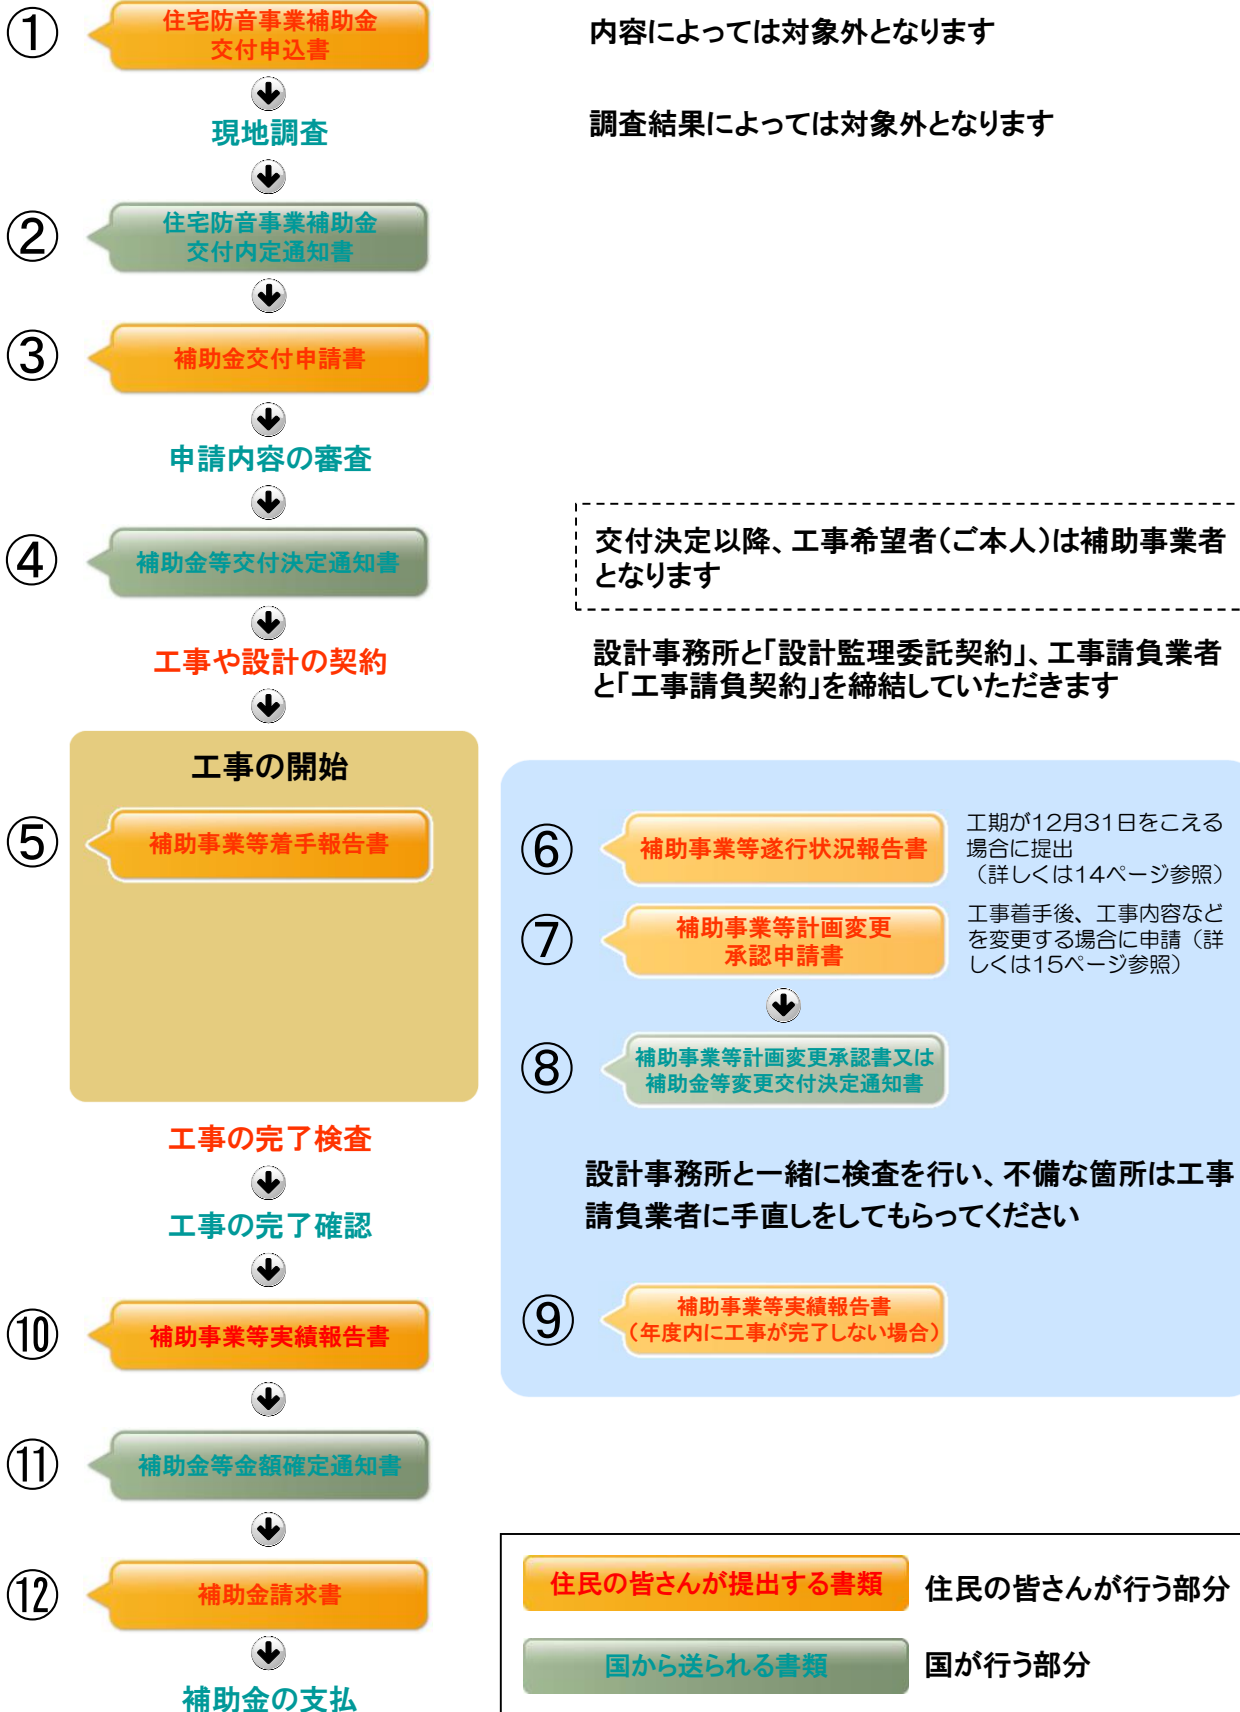 ①
住宅防音事業補助金
交付申込書
内容によっては対象外となります
現地調査
調査結果によっては対象外となります
②
住宅防音事業補助金
交付内定通知書
③
補助金交付申請書
申請内容の審査
④
補助金等交付決定通知書
交付決定以降、工事希望者(ご本人)は補助事業者
となります
工事や設計の契約
設計事務所と「設計監理委託契約」、工事請負業者
と「工事請負契約」を締結していただきます
工事の開始
⑤
補助事業等着手報告書
⑥
補助事業等遂行状況報告書
工期が12月31日をこえる
場合に提出
(詳しくは14ページ参照)
⑦
補助事業等計画変更
承認申請書
工事着手後、工事内容など
を変更する場合に申請(詳
しくは15ページ参照)
⑧
補助事業等計画変更承認書又は
補助金等変更交付決定通知書
工事の完了検査
設計事務所と一緒に検査を行い、不備な箇所は工事
請負業者に手直しをしてもらってください
工事の完了確認
⑨
補助事業等実績報告書
(年度内に工事が完了しない場合)
⑩
補助事業等実績報告書
⑪
補助金等金額確定通知書
⑫
補助金請求書
補助金の支払
住民の皆さんが提出する書類
住民の皆さんが行う部分
国から送られる書類
国が行う部分